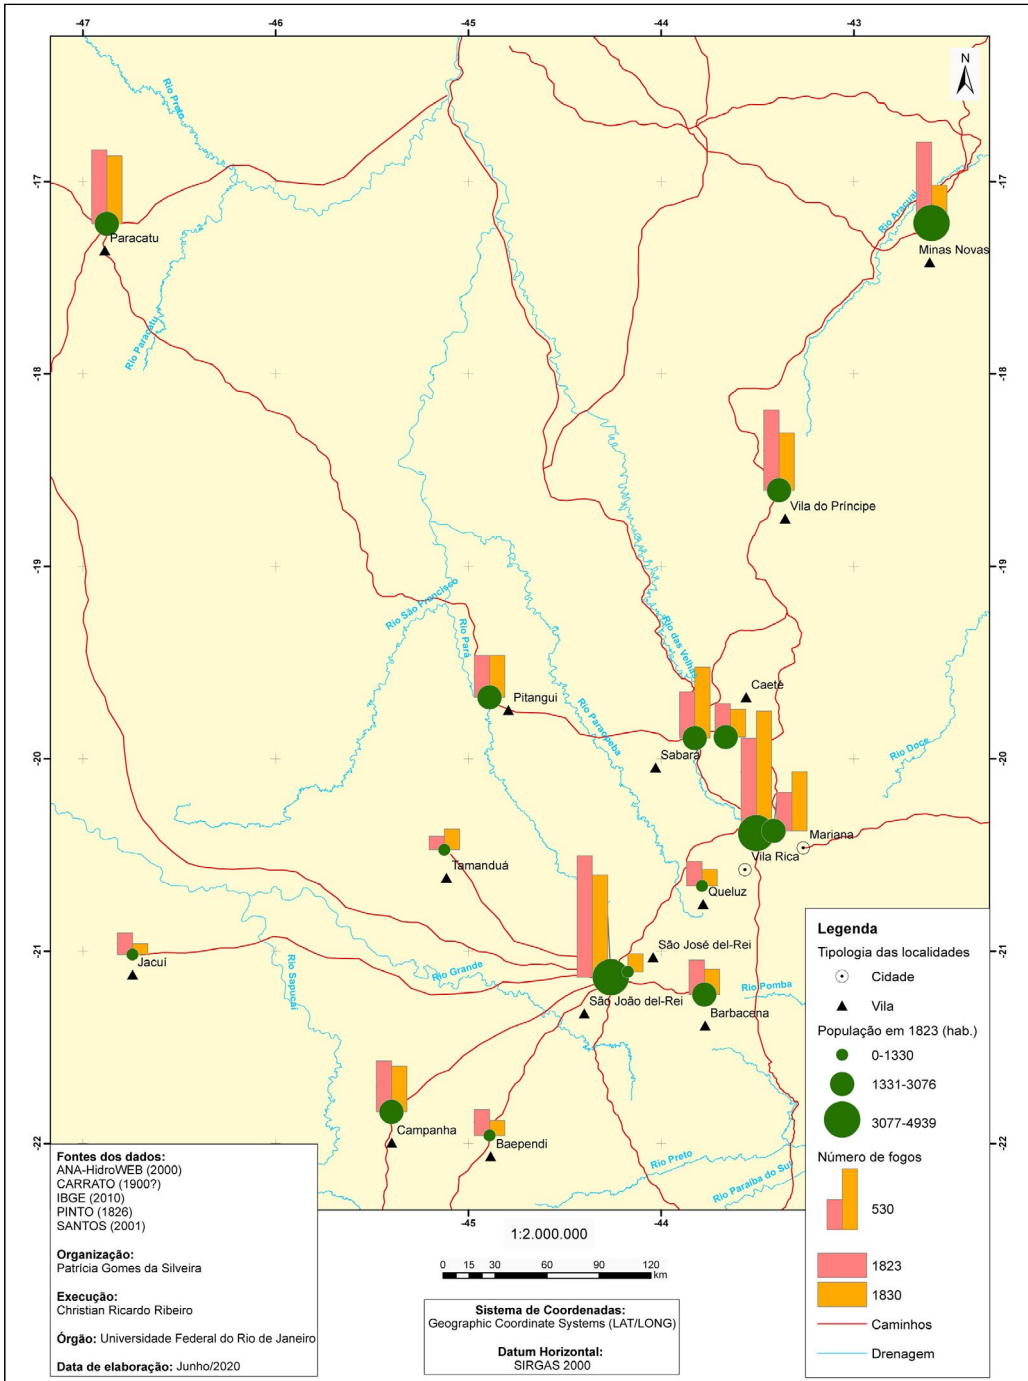 -47
-45
-44
-43
N
Rio Preto
-17
-17
Rio Araçuaí
Paracatu
Minas Novas
Rio Paracatu
-18
-18
Vila do Príncipe
-19
-19
Rio São Francisco
Rio Pará
Rio das Velhas
Caeté
Pitangui
Rio Paraopeba
Sabará
Rio Doce
-20
-20
Mariana
Vila Rica
Tamanduá
Queluz
São José del-Rei
-21
-21
Jacuí
Rio Grande
Rio Sapucaí
São João del-Rei
Rio Pomba
Barbacena
Campanha
Baependi
-22
-22
Rio Preto
Rio Paraíba do Sul
-45
-44
Legenda
Tipologia das localidades
Cidade
Vila
População em 1823 (hab.)
0-1330
1331-3076
3077-4939
Número de fogos
530
1823
1830
Caminhos
Drenagem
Fontes dos dados:
ANA-HidroWEB (2000)
CARRATO (1900?)
IBGE (2010)
PINTO (1826)
SANTOS (2001)
Organização:
Patrícia Gomes da Silveira
Execução:
Christian Ricardo Ribeiro
Órgão: Universidade Federal do Rio de Janeiro
Data de elaboração: Junho/2020
1:2.000.000
0 15 30 60 90 120
km
Sistema de Coordenadas:
Geographic Coordinate Systems (LAT/LONG)
Datum Horizontal:
SIRGAS 2000